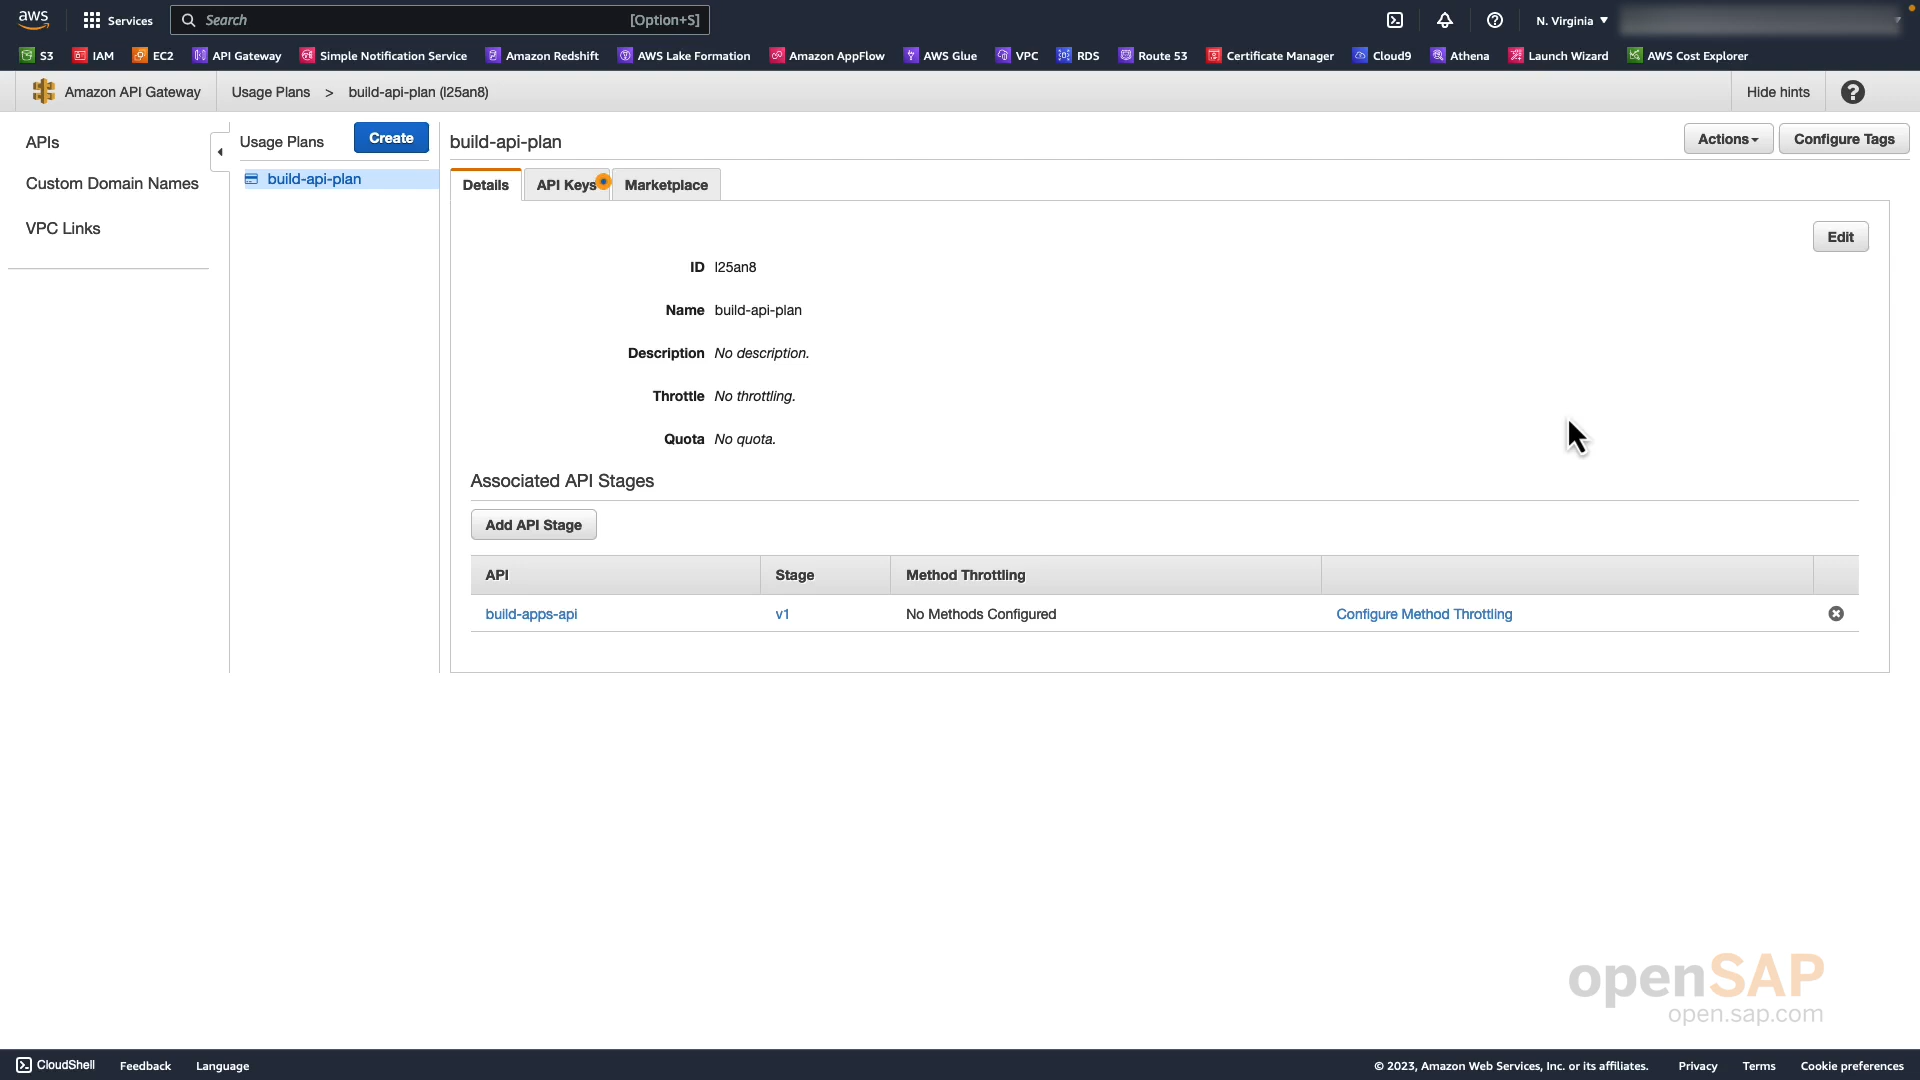 aws Services Search [Option+S] N. Virginia
S3 IAM EC2 API Gateway Simple Notification Service Amazon Redshift AWS Lake Formation Amazon AppFlow AWS Glue VPC RDS Route 53 Certificate Manager Cloud9 Athena Launch Wizard AWS Cost Explorer
Amazon API Gateway Usage Plans > build-api-plan (l25an8) Hide hints
APIs
Custom Domain Names
VPC Links
Usage Plans Create
build-api-plan
build-api-plan Actions Configure Tags
Details API Keys Marketplace
Edit
ID l25an8
Name build-api-plan
Description No description.
Throttle No throttling.
Quota No quota.
Associated API Stages
Add API Stage
API Stage Method Throttling
build-apps-api v1 No Methods Configured Configure Method Throttling
openSAP
open.sap.com
CloudShell Feedback Language © 2023, Amazon Web Services, Inc. or its affiliates. Privacy Terms Cookie preferences